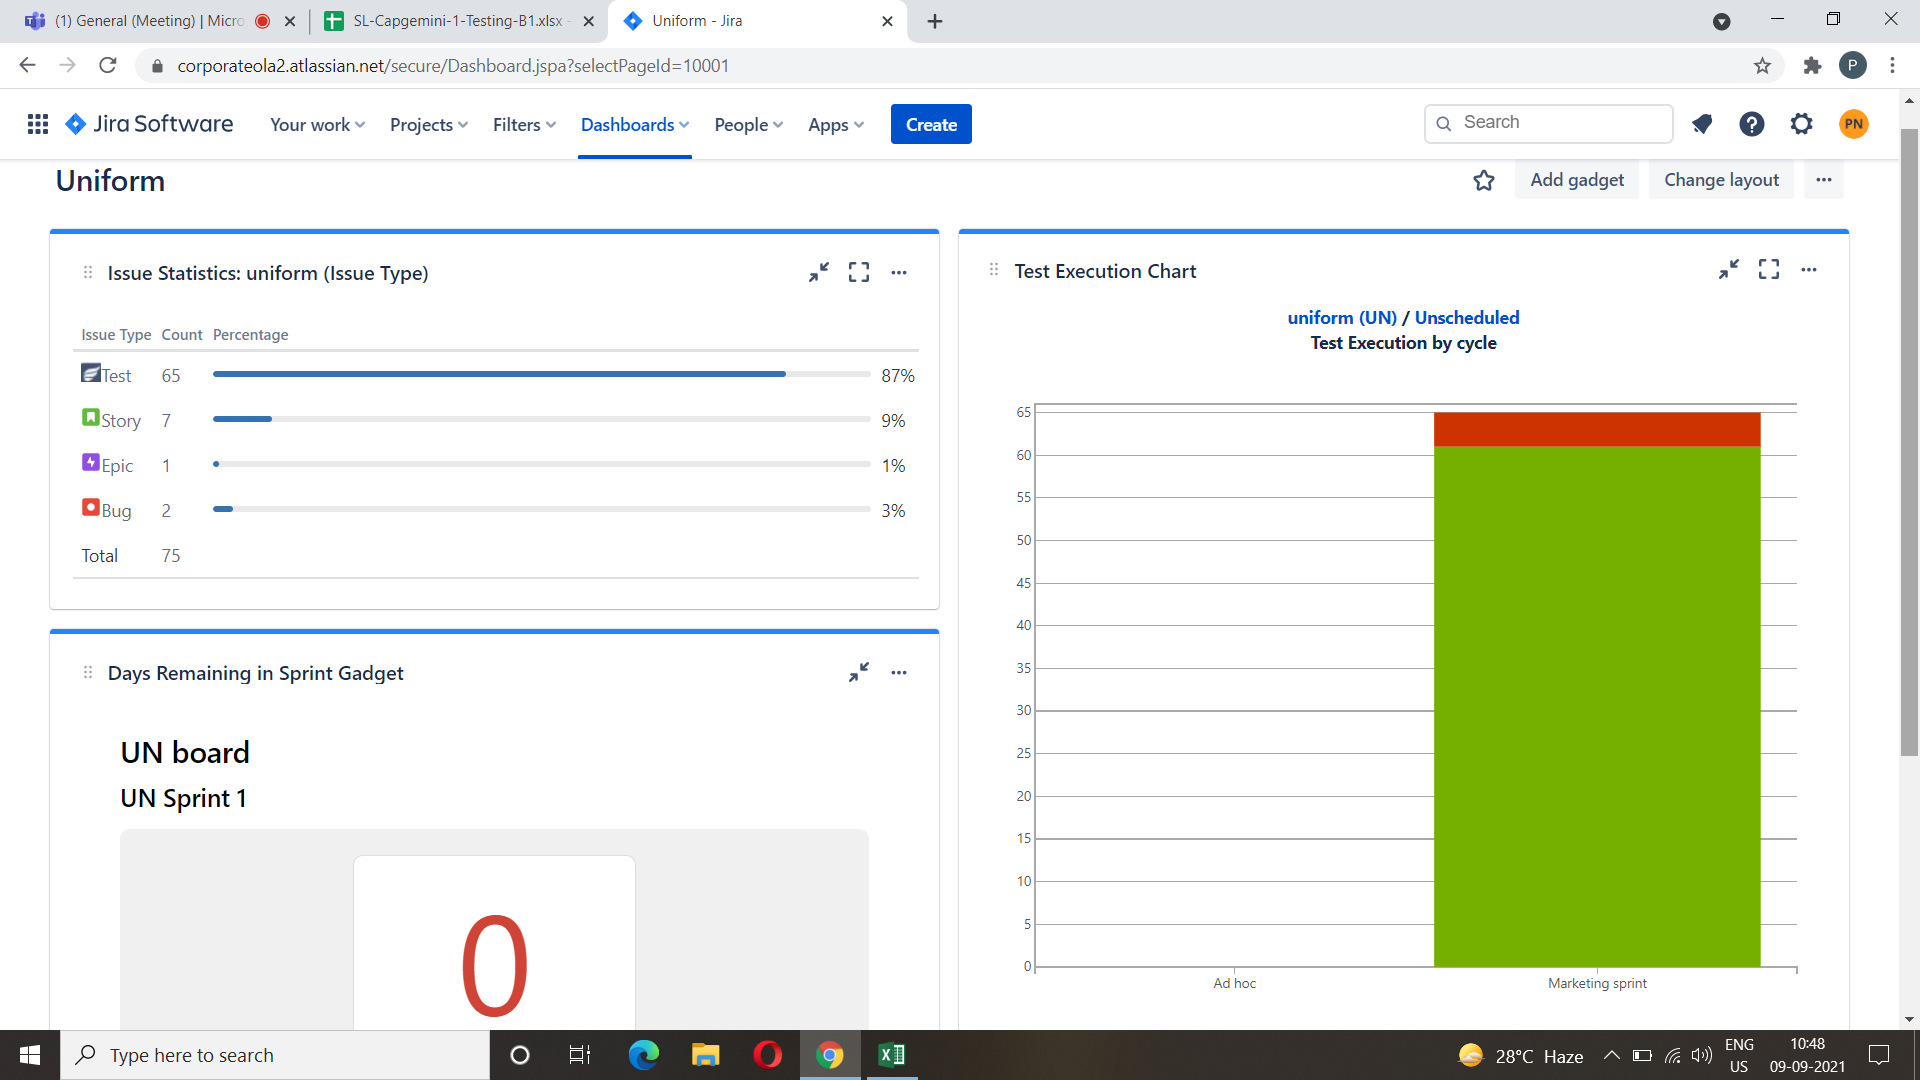 (1) General (Meeting) | Micro
SL-Capgemini-1-Testing-B1.xlsx -
Uniform - Jira
corporateola2.atlassian.net/secure/Dashboard.jspa?selectPageId=10001
P
Jira Software
Your work
Projects
Filters
Dashboards
People
Apps
Create
Search
PN
Uniform
Add gadget
Change layout
Issue Statistics: uniform (Issue Type)
Issue Type Count Percentage
Test 65 87%
Story 7 9%
Epic 1 1%
Bug 2 3%
Total 75
Days Remaining in Sprint Gadget
UN board
UN Sprint 1
0
Test Execution Chart
uniform (UN) / Unscheduled
Test Execution by cycle
65
60
55
50
45
40
35
30
25
20
15
10
5
0
Ad hoc
Marketing sprint
Type here to search
28°C Haze
ENG
US
10:48
09-09-2021